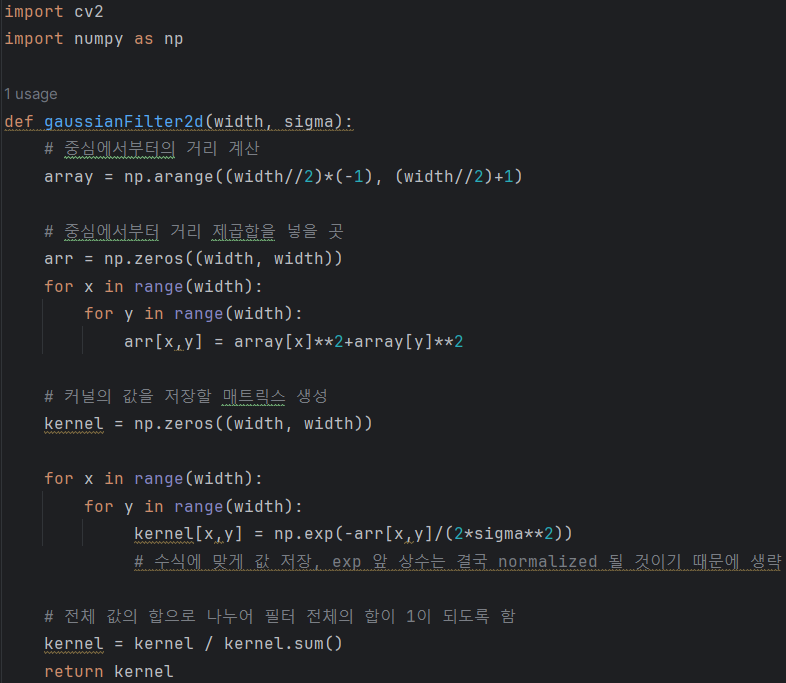 import cv2
import numpy as np
1 usage
def gaussianFilter2d(width, sigma):
    # 중심에서부터의 거리 계산
    array = np.arange((width//2)*(-1), (width//2)+1)
    # 중심에서부터 거리 제곱합을 넣을 곳
    arr = np.zeros((width, width))
    for x in range(width):
        for y in range(width):
            arr[x,y] = array[x]**2+array[y]**2
    # 커널의 값을 저장할 매트릭스 생성
    kernel = np.zeros((width, width))
    for x in range(width):
        for y in range(width):
             kernel[x,y] = np.exp(-arr[x,y]/(2*sigma**2))
             # 수식에 맞게 값 저장, exp 앞 상수는 결국 normalized 될 것이기 때문에 생략
    # 전체 값의 합으로 나누어 필터 전체의 합이 1이 되도록 함
    kernel = kernel / kernel.sum()
    return kernel